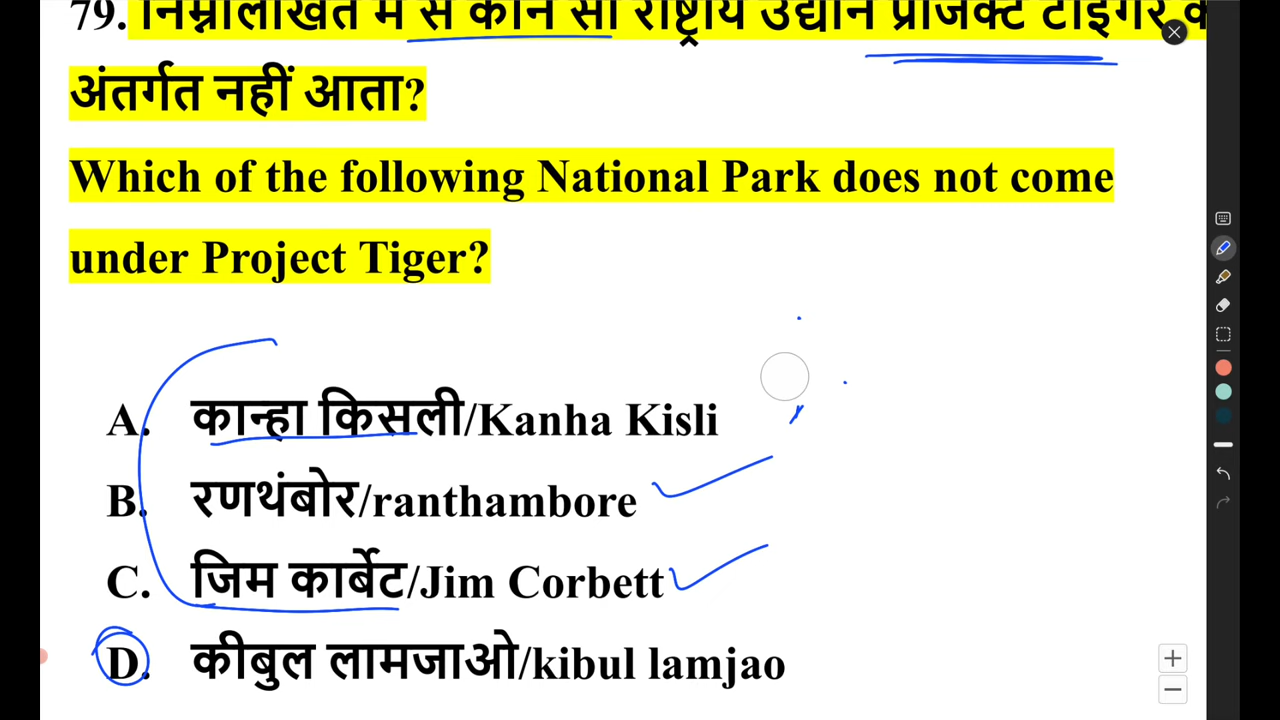 79. निम्नलिखित में से कौन सा राष्ट्रीय उद्यान प्रोजेक्ट टाइगर
अंतर्गत नहीं आता?
Which of the following National Park does not come
under Project Tiger?
A. कान्हा किसली/Kanha Kisli
B. रणथंबोर/ranthambore
C. जिम कार्बेट/Jim Corbett
D. कीबुल लामजाओ/kibul lamjao